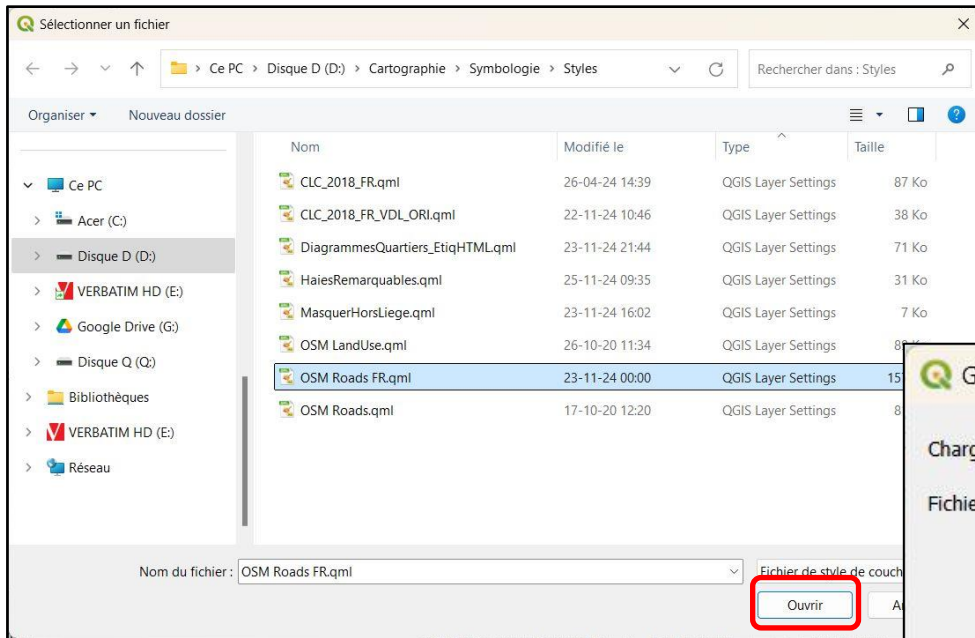 Sélectionner un fichier
Ce PC > Disque D (D:) > Cartographie > Symbologie > Styles
Rechercher dans : Styles
Organiser Nouveau dossier
Nom Modifié le Type Taille
CLC_2018_FR.qml 26-04-24 14:39 QGIS Layer Settings 87 Ko
CLC_2018_FR_VDL_ORI.qml 22-11-24 10:46 QGIS Layer Settings 38 Ko
DiagrammesQuartiers_EtiqHTML.qml 23-11-24 21:44 QGIS Layer Settings 71 Ko
HaiesRemarquables.qml 25-11-24 09:35 QGIS Layer Settings 31 Ko
MasquerHorsLiege.qml 23-11-24 16:02 QGIS Layer Settings 7 Ko
OSM LandUse.qml 26-10-20 11:34 QGIS Layer Settings
OSM Roads FR.qml 23-11-24 00:00 QGIS Layer Settings
OSM Roads.qml 17-10-20 12:20 QGIS Layer Settings
Ce PC
Acer (C:)
Disque D (D:)
VERBATIM HD (E:)
Google Drive (G:)
Disque Q (Q:)
Bibliothèques
VERBATIM HD (E:)
Réseau
Nom du fichier : OSM Roads FR.qml
Fichier de style de couch
Ouvrir
G
Charg
Fichie